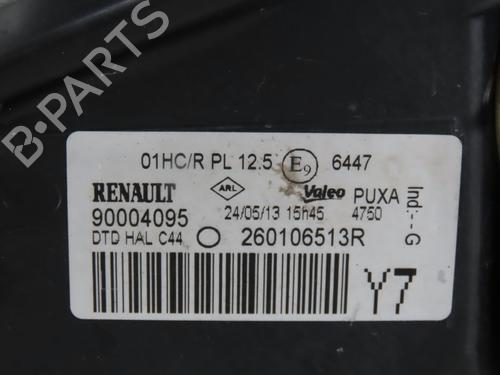 B-PARTS
01HC/R PL 12.5 E9 6447
RENAULT ARL Valeo PUXA
90004095 24/05/13 15h45 4750
DTD HAL C44 260106513R
Ind:--G
Y7